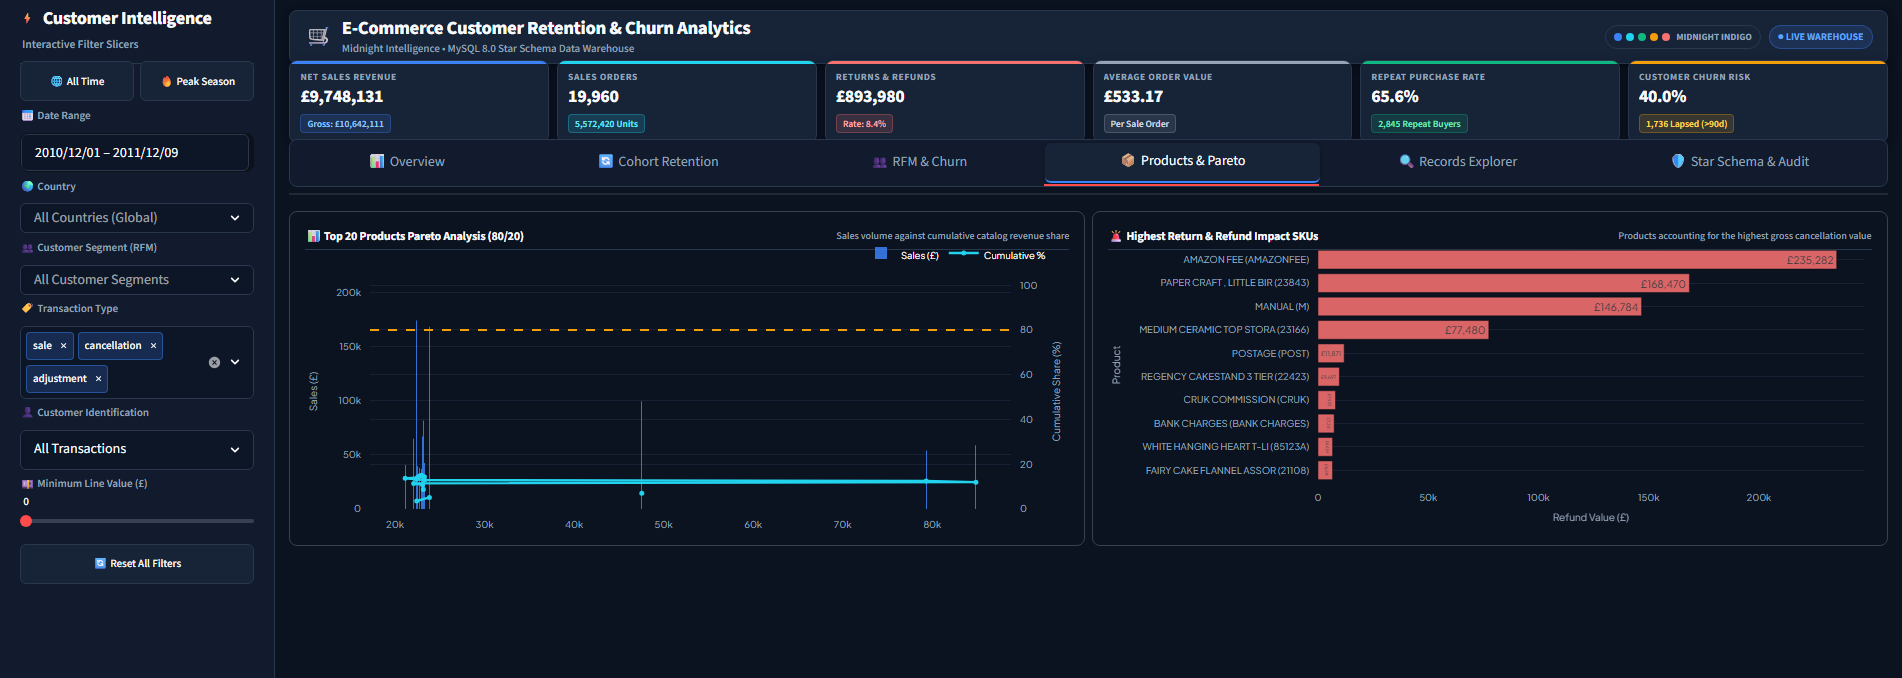 Customer Intelligence
Interactive Filter Slicers
All Time
Peak Season
Date Range
2010/12/01 – 2011/12/09
Country
All Countries (Global)
Customer Segment (RFM)
All Customer Segments
Transaction Type
sale ×
cancellation ×
adjustment ×
Customer Identification
All Transactions
Minimum Line Value (£)
0
Reset All Filters
E-Commerce Customer Retention & Churn Analytics
Midnight Intelligence • MySQL 8.0 Star Schema Data Warehouse
MIDNIGHT INDIGO
LIVE WAREHOUSE
NET SALES REVENUE
£9,748,131
Gross: £10,642,111
SALES ORDERS
19,960
5,572,420 Units
RETURNS & REFUNDS
£893,980
Rate: 8.4%
AVERAGE ORDER VALUE
£533.17
Per Sale Order
REPEAT PURCHASE RATE
65.6%
2,845 Repeat Buyers
CUSTOMER CHURN RISK
40.0%
1,736 Lapsed (>90d)
Overview
Cohort Retention
RFM & Churn
Products & Pareto
Records Explorer
Star Schema & Audit
Top 20 Products Pareto Analysis (80/20)
Sales volume against cumulative catalog revenue share
Sales (£)
Cumulative %
200k
150k
100k
50k
0
Sales (£)
100
80
60
40
20
0
Cumulative Share (%)
20k
30k
40k
50k
60k
70k
80k
Highest Return & Refund Impact SKUs
Products accounting for the highest gross cancellation value
AMAZON FEE (AMAZONFEE)
£235,282
PAPER CRAFT , LITTLE BIR (23843)
£168,470
MANUAL (M)
£146,784
MEDIUM CERAMIC TOP STORA (23166)
£77,480
POSTAGE (POST)
REGENCY CAKESTAND 3 TIER (22423)
CRUK COMMISSION (CRUK)
BANK CHARGES (BANK CHARGES)
WHITE HANGING HEART T-LI (85123A)
FAIRY CAKE FLANNEL ASSOR (21108)
Product
0
50k
100k
150k
200k
Refund Value (£)